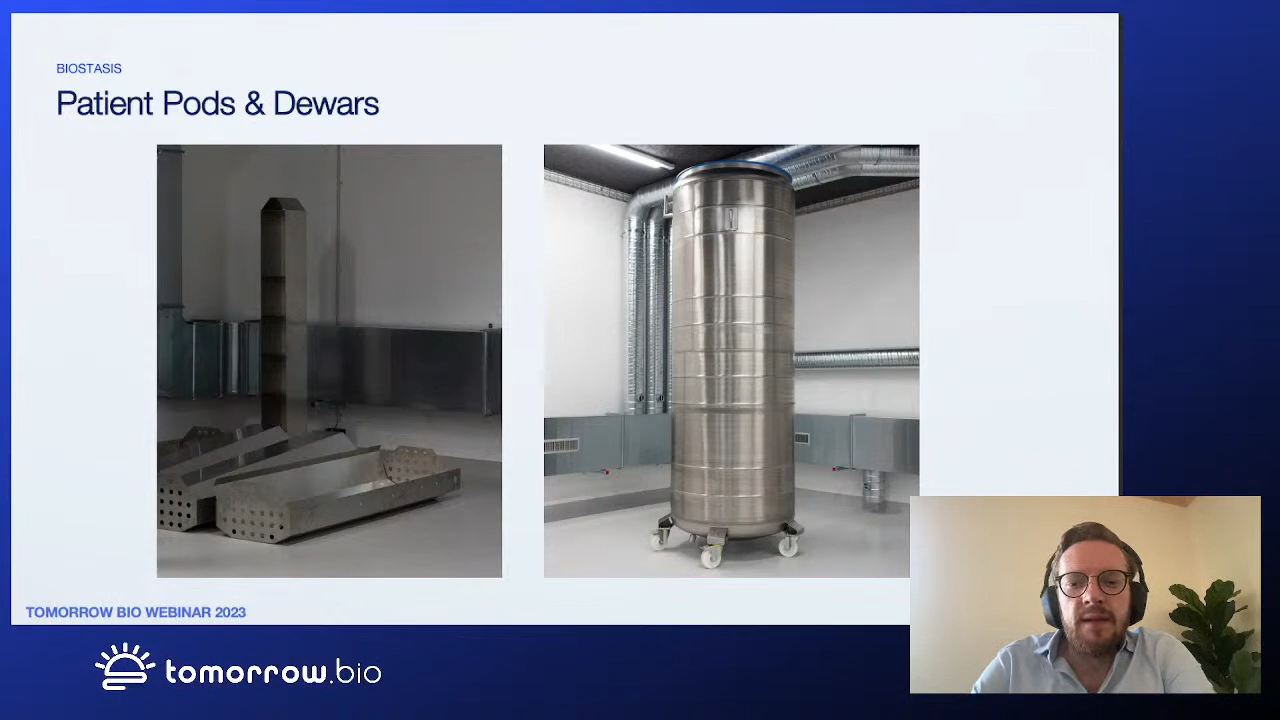 BIOSTASIS
Patient Pods & Dewars
TOMORROW BIO WEBINAR 2023
tomorrow.bio